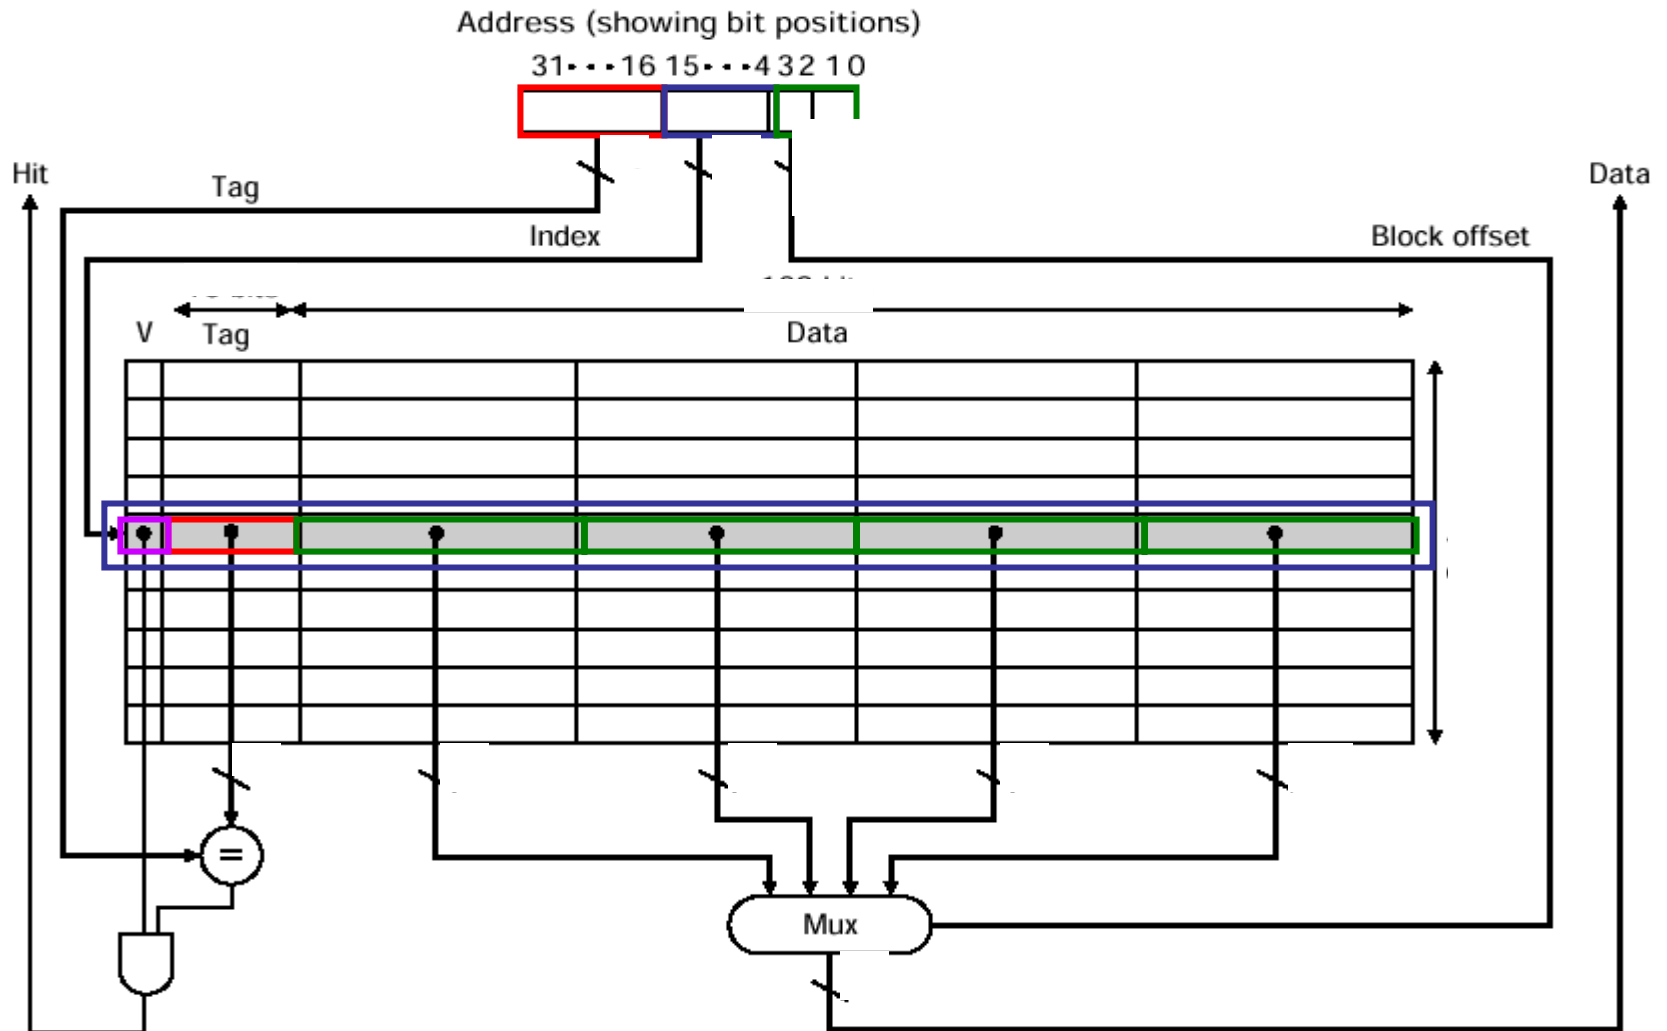 Address (showing bit positions)
31···16 15···4 3 2 1 0
Hit
Data
Tag
Index
Block offset
V
Tag
Data
=
Mux